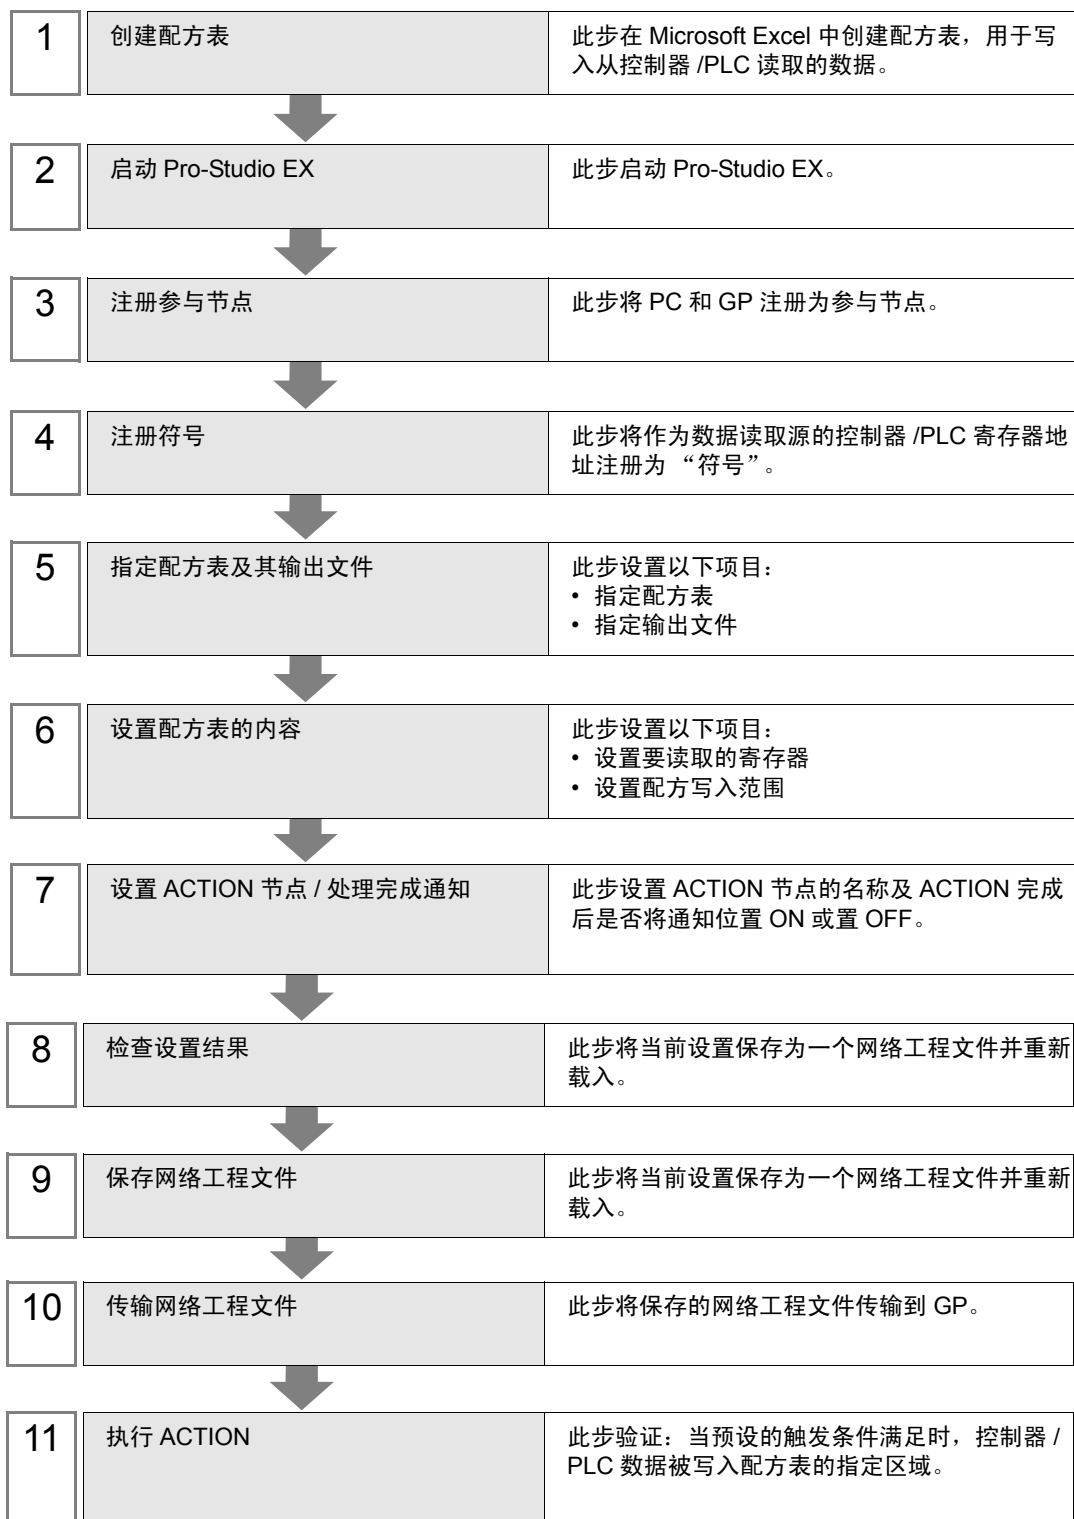 1
创建配方表
此步在 Microsoft Excel 中创建配方表，用于写
入从控制器 /PLC 读取的数据。
2
启动 Pro-Studio EX
此步启动 Pro-Studio EX。
3
注册参与节点
此步将 PC 和 GP 注册为参与节点。
4
注册符号
此步将作为数据读取源的控制器 /PLC 寄存器地
址注册为 “符号”。
5
指定配方表及其输出文件
此步设置以下项目：
• 指定配方表
• 指定输出文件
6
设置配方表的内容
此步设置以下项目：
• 设置要读取的寄存器
• 设置配方写入范围
7
设置 ACTION 节点 / 处理完成通知
此步设置 ACTION 节点的名称及 ACTION 完成
后是否将通知位置 ON 或置 OFF。
8
检查设置结果
此步将当前设置保存为一个网络工程文件并重新
载入。
9
保存网络工程文件
此步将当前设置保存为一个网络工程文件并重新
载入。
10
传输网络工程文件
此步将保存的网络工程文件传输到 GP。
11
执行 ACTION
此步验证：当预设的触发条件满足时，控制器 /
PLC 数据被写入配方表的指定区域。